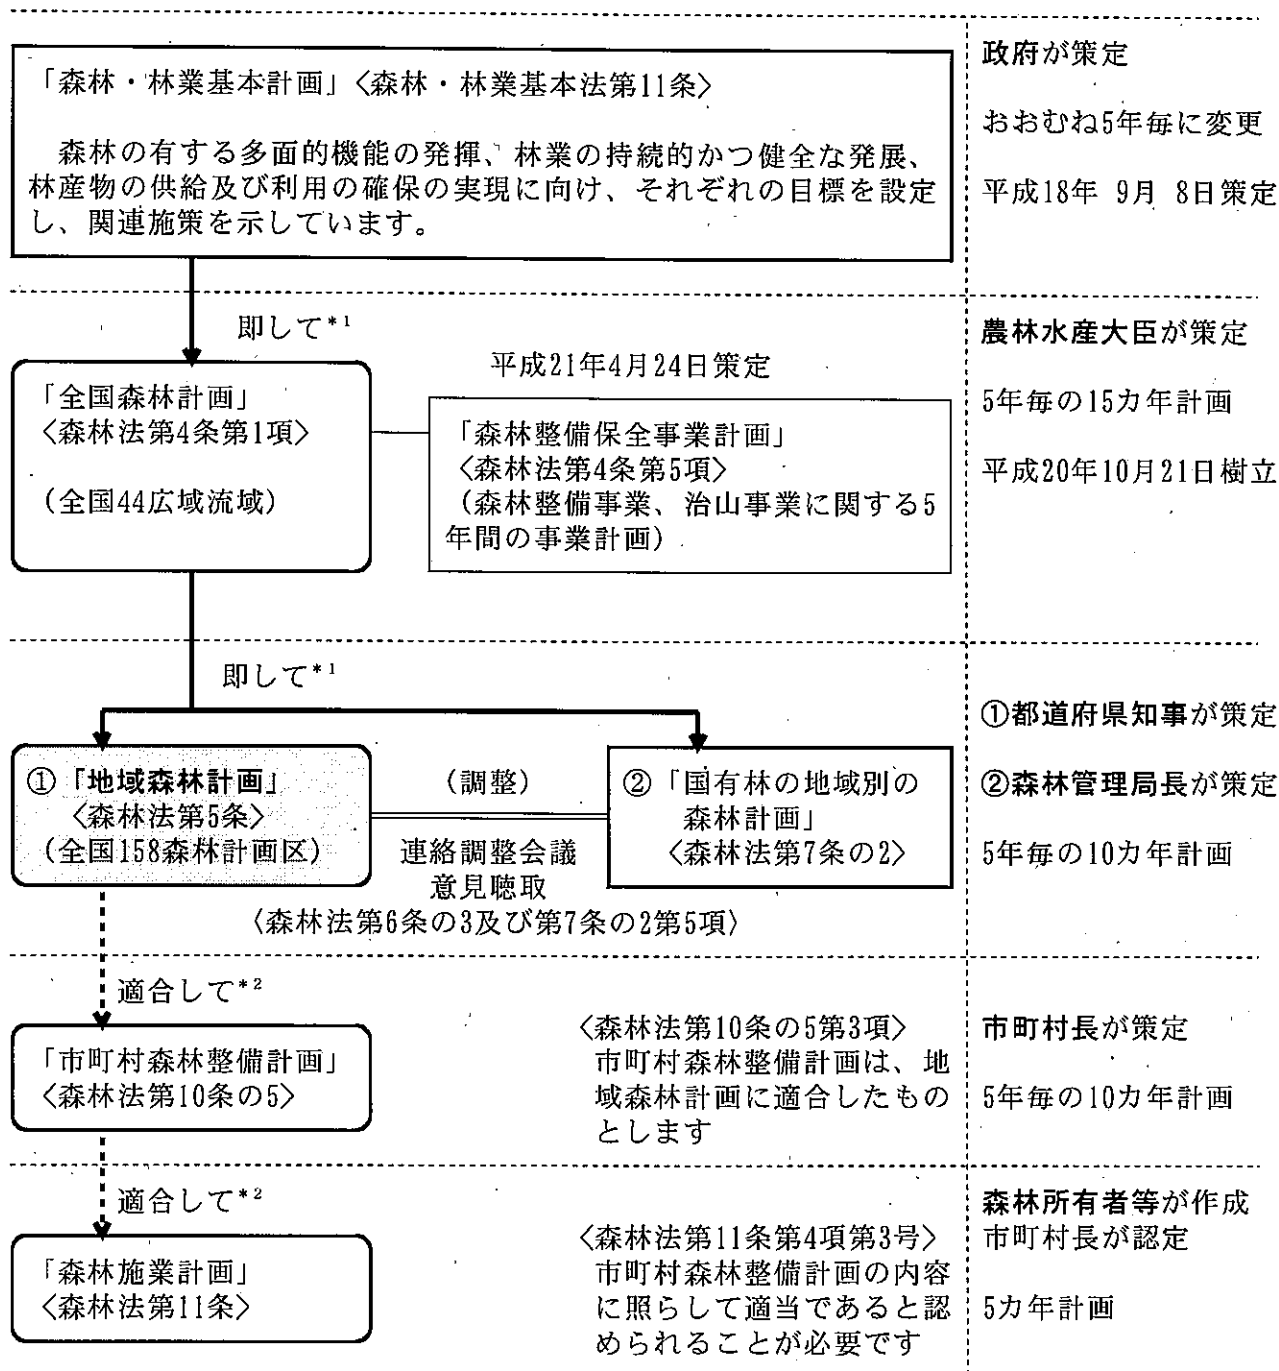 「森林・林業基本計画」〈森林・林業基本法第11条〉
森林の有する多面的機能の発揮、林業の持続的かつ健全な発展、
林産物の供給及び利用の確保の実現に向け、それぞれの目標を設定
し、関連施策を示しています。
政府が策定
おおむね5年毎に変更
平成18年 9月 8日策定
即して*1
「全国森林計画」
〈森林法第4条第1項〉
(全国44広域流域)
平成21年4月24日策定
「森林整備保全事業計画」
〈森林法第4条第5項〉
(森林整備事業、治山事業に関する5
年間の事業計画)
農林水産大臣が策定
5年毎の15カ年計画
平成20年10月21日樹立
即して*1
①「地域森林計画」
〈森林法第5条〉
(全国158森林計画区)
(調整)
連絡調整会議
意見聴取
〈森林法第6条の3及び第7条の2第5項〉
②「国有林の地域別の
森林計画」
〈森林法第7条の2〉
①都道府県知事が策定
②森林管理局長が策定
5年毎の10カ年計画
適合して*2
「市町村森林整備計画」
〈森林法第10条の5〉
〈森林法第10条の5第3項〉
市町村森林整備計画は、地
域森林計画に適合したもの
とします
市町村長が策定
5年毎の10カ年計画
適合して*2
「森林施業計画」
〈森林法第11条〉
〈森林法第11条第4項第3号〉
市町村森林整備計画の内容
に照らして適当であると認
められることが必要です
森林所有者等が作成
市町村長が認定
5カ年計画